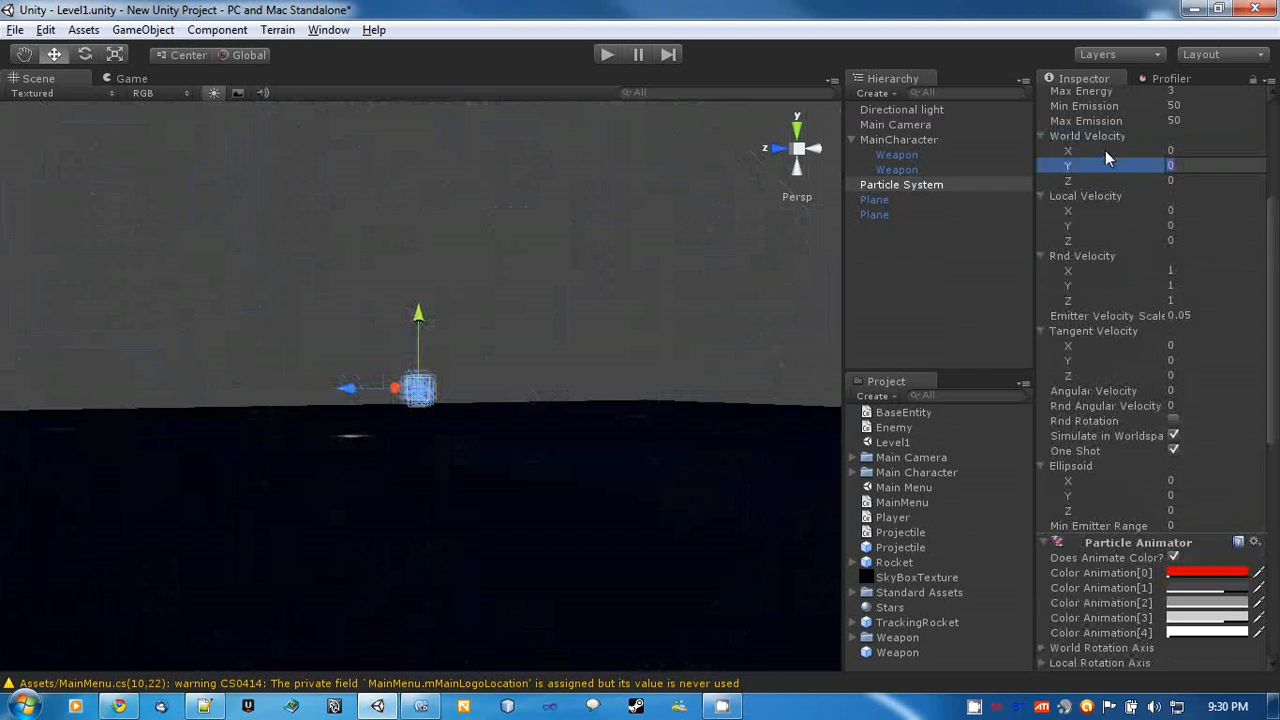 Unity - Level1.unity - New Unity Project - PC and Mac Standalone*
File Edit Assets GameObject Component Terrain Window Help
Center Global Layers Layout
Scene Game Hierarchy Inspector Profiler
Textured RGB All Create All
Directional light
Main Camera
MainCharacter
Weapon
Weapon
Particle System
Plane
Plane
y
z
Persp
Project
Create All
BaseEntity
Enemy
Level1
Main Camera
Main Character
Main Menu
MainMenu
Player
Projectile
Projectile
Rocket
SkyBoxTexture
Standard Assets
Stars
TrackingRocket
Weapon
Weapon
Max Energy 3
Min Emission 50
Max Emission 50
World Velocity
X 0
Y 0
Z 0
Local Velocity
X 0
Y 0
Z 0
Rnd Velocity
X 1
Y 1
Z 1
Emitter Velocity Scale 0.05
Tangent Velocity
X 0
Y 0
Z 0
Angular Velocity 0
Rnd Angular Velocity 0
Rnd Rotation
Simulate in Worldspa
One Shot
Ellipsoid
X 0
Y 0
Z 0
Min Emitter Range 0
Particle Animator
Does Animate Color?
Color Animation[0]
Color Animation[1]
Color Animation[2]
Color Animation[3]
Color Animation[4]
World Rotation Axis
Local Rotation Axis
Assets/MainMenu.cs(10,22): warning CS0414: The private field `MainMenu.mMainLogoLocation' is assigned but its value is never used
9:30 PM